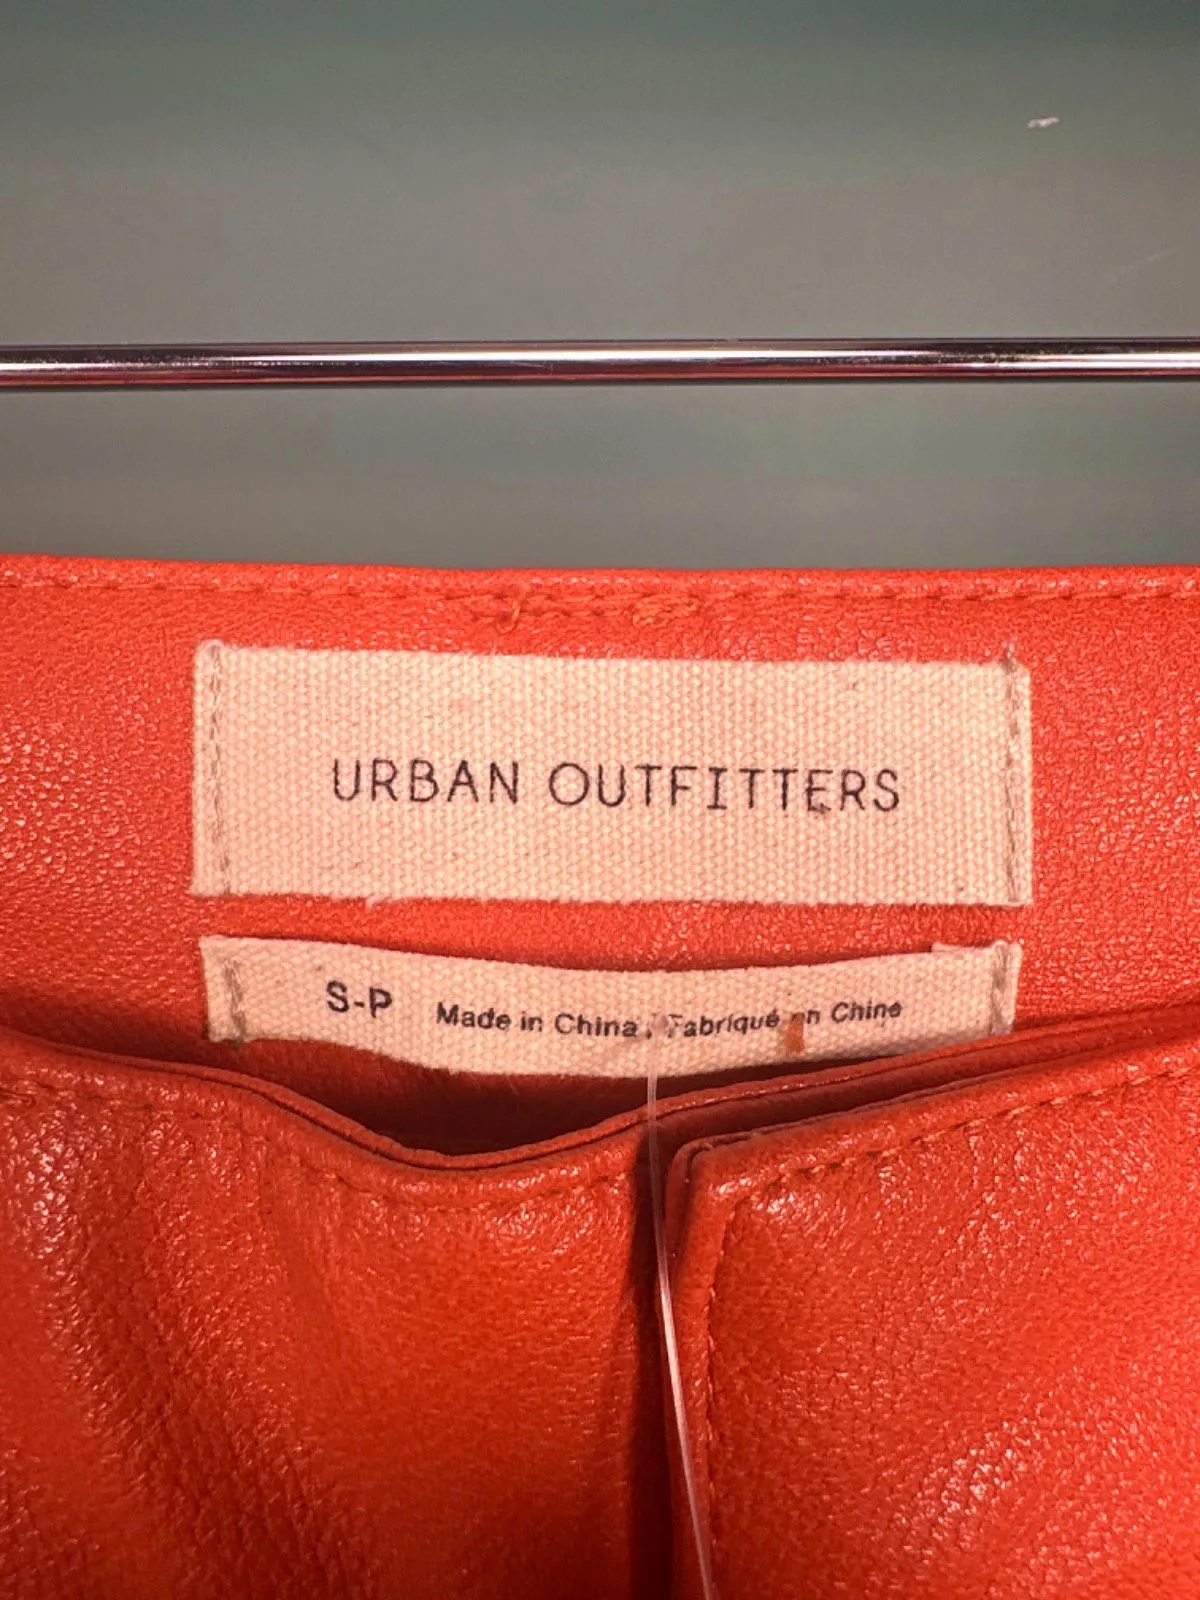 URBAN OUTFITTERS
S-P Made in China, Fabriqué en Chine